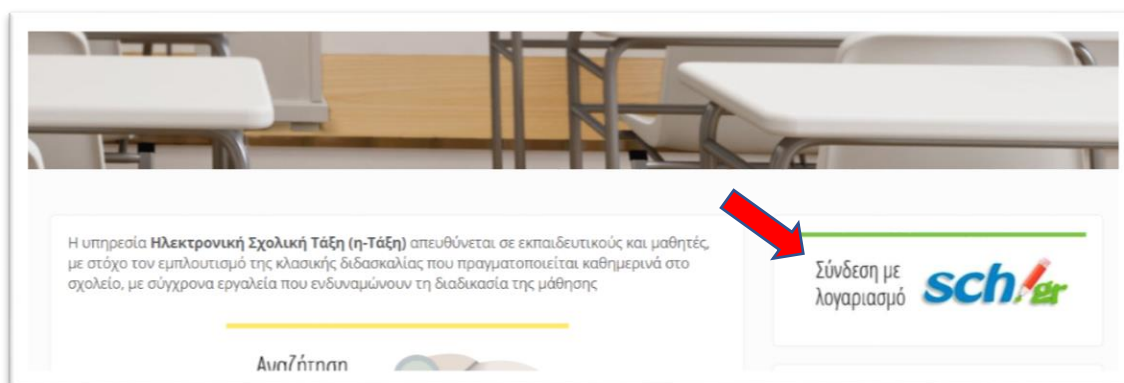 Η υπηρεσία Ηλεκτρονική Σχολική Τάξη (η-Τάξη) απευθύνεται σε εκπαιδευτικούς και μαθητές,
με στόχο τον εμπλουτισμό της κλασικής διδασκαλίας που πραγματοποιείται καθημερινά στο
σχολείο, με σύγχρονα εργαλεία που ενδυναμώνουν τη διαδικασία της μάθησης
Αναζήτηση
Σύνδεση με
λογαριασμό
sch.gr